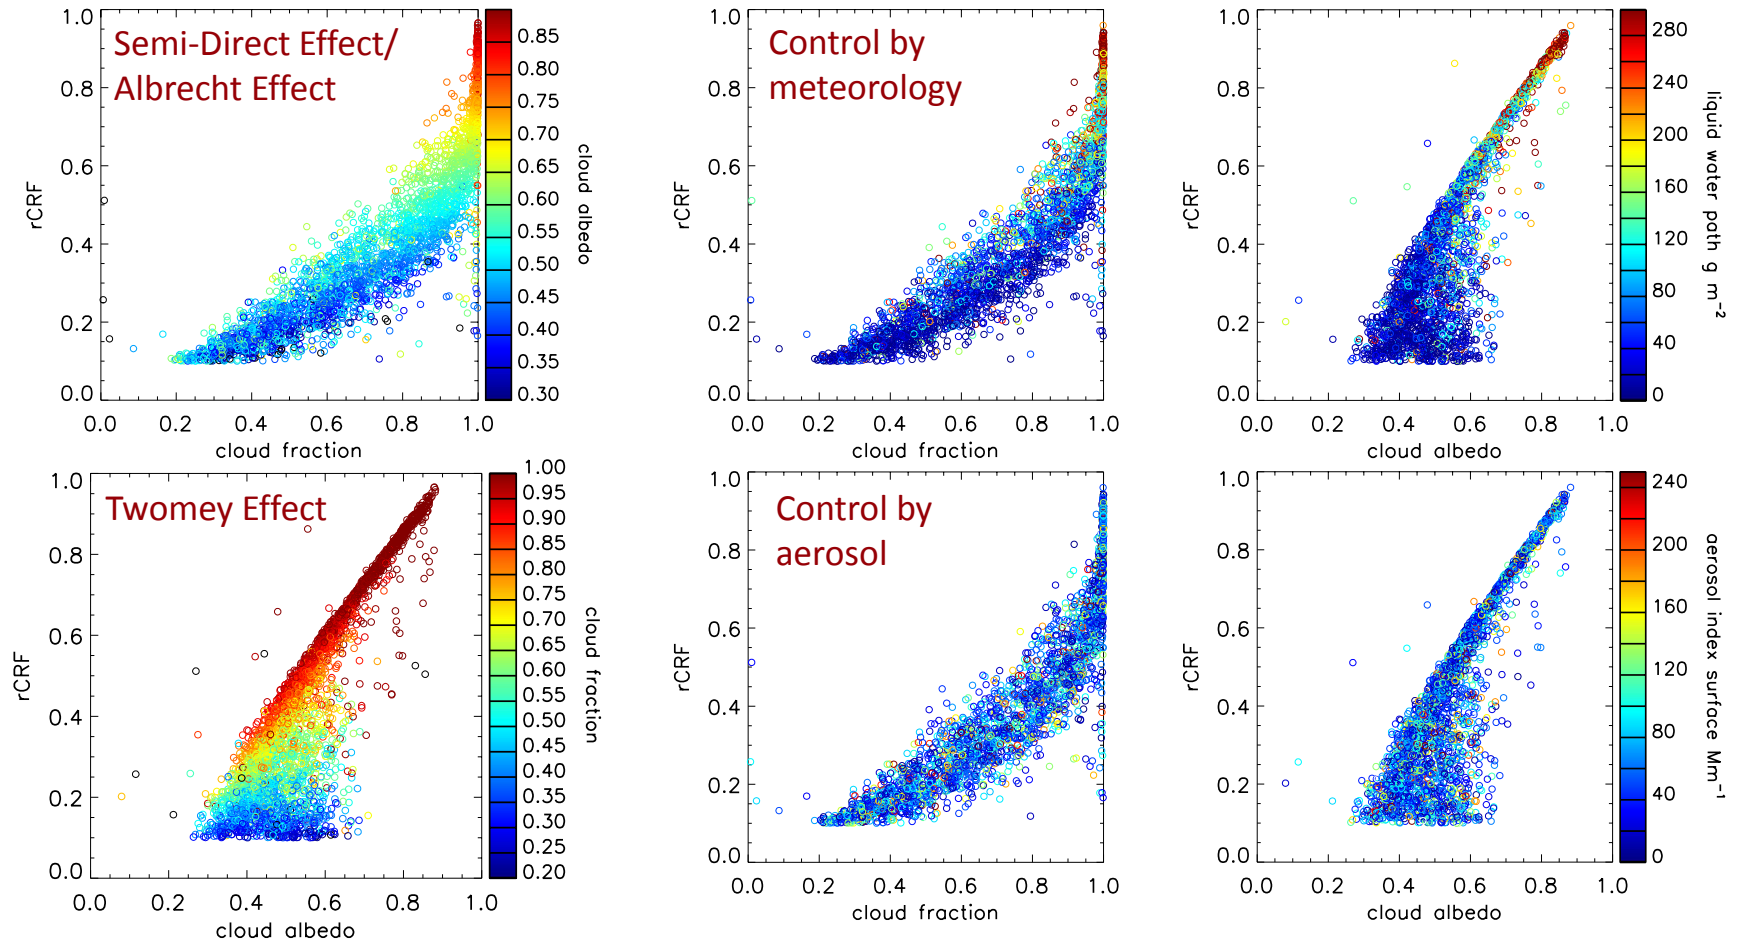 Semi-Direct Effect/
Albrecht Effect
1.0
0.8
0.6
0.4
0.2
0.0
rCRF
0.0 0.2 0.4 0.6 0.8 1.0
cloud fraction
0.85
0.80
0.75
0.70
0.65
0.60
0.55
0.50
0.45
0.40
0.35
0.30
cloud albedo
Control by
meteorology
1.0
0.8
0.6
0.4
0.2
0.0
rCRF
0.0 0.2 0.4 0.6 0.8 1.0
cloud fraction
1.0
0.8
0.6
0.4
0.2
0.0
rCRF
0.0 0.2 0.4 0.6 0.8 1.0
cloud albedo
280
240
200
160
120
80
40
0
liquid water path g m⁻²
Twomey Effect
1.0
0.8
0.6
0.4
0.2
0.0
rCRF
0.0 0.2 0.4 0.6 0.8 1.0
cloud albedo
1.00
0.95
0.90
0.85
0.80
0.75
0.70
0.65
0.60
0.55
0.50
0.45
0.40
0.35
0.30
0.25
0.20
cloud fraction
Control by
aerosol
1.0
0.8
0.6
0.4
0.2
0.0
rCRF
0.0 0.2 0.4 0.6 0.8 1.0
cloud fraction
1.0
0.8
0.6
0.4
0.2
0.0
rCRF
0.0 0.2 0.4 0.6 0.8 1.0
cloud albedo
240
200
160
120
80
40
0
aerosol index surface Mm⁻¹